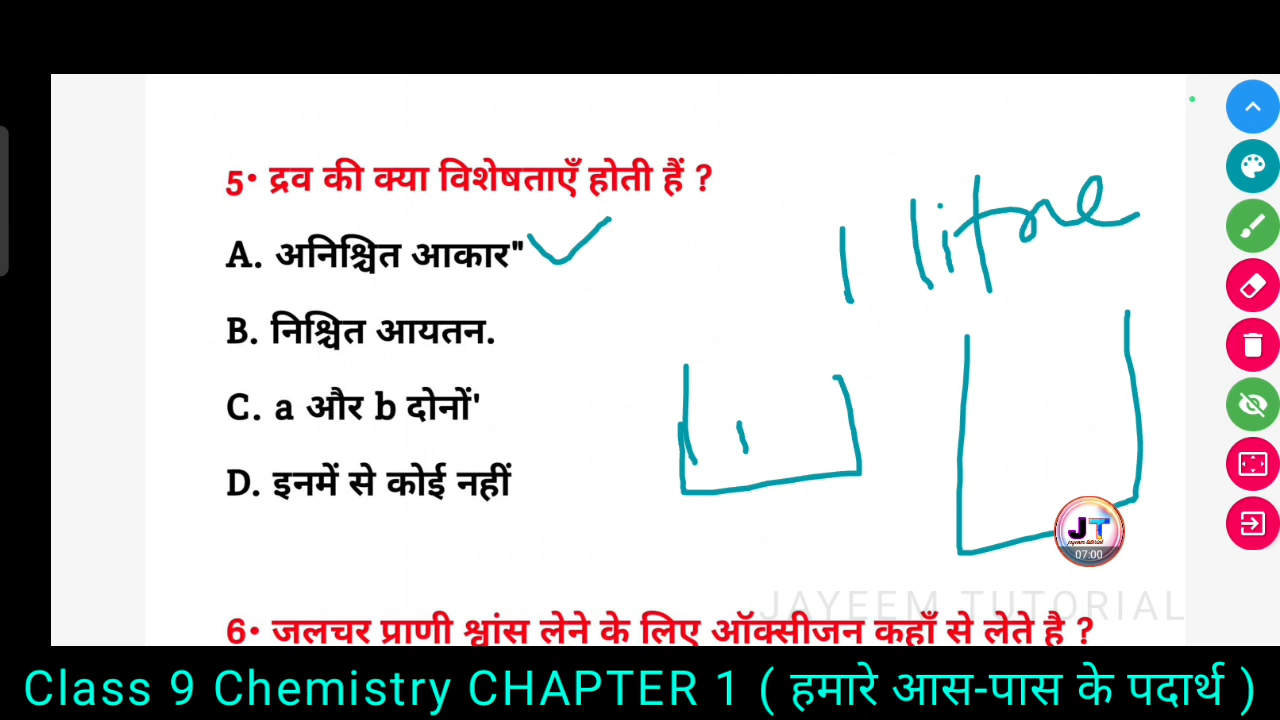 5• द्रव की क्या विशेषताएँ होती हैं ?
A. अनिश्चित आकार"
1 litre
B. निश्चित आयतन.
C. a और b दोनों'
D. इनमें से कोई नहीं
JT
07:00
JAYEEM TUTORIAL
6• जलचर प्राणी श्वांस लेने के लिए ऑक्सीजन कहाँ से लेते है ?
Class 9 Chemistry CHAPTER 1 ( हमारे आस-पास के पदार्थ )